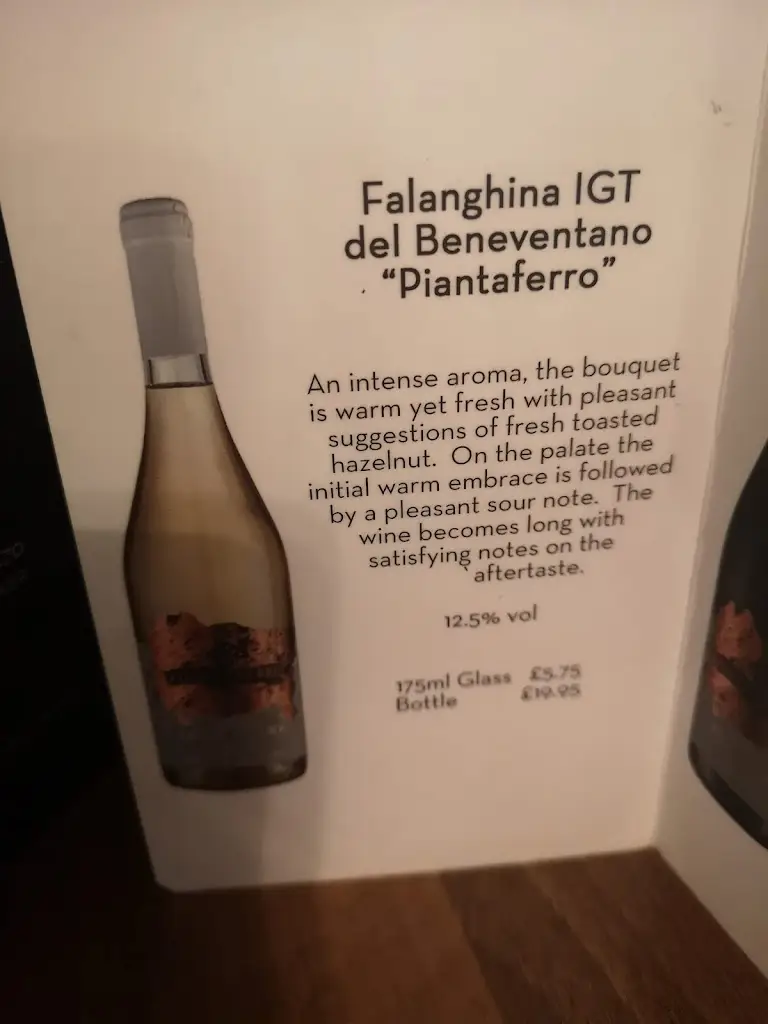 Falanghina IGT
del Beneventano
“Piantaferro”
An intense aroma, the bouquet
is warm yet fresh with pleasant
suggestions of fresh toasted
hazelnut. On the palate the
initial warm embrace is followed
by a pleasant sour note. The
wine becomes long with
satisfying notes on the
aftertaste.
12.5% vol
175ml Glass £5.75
Bottle £19.95